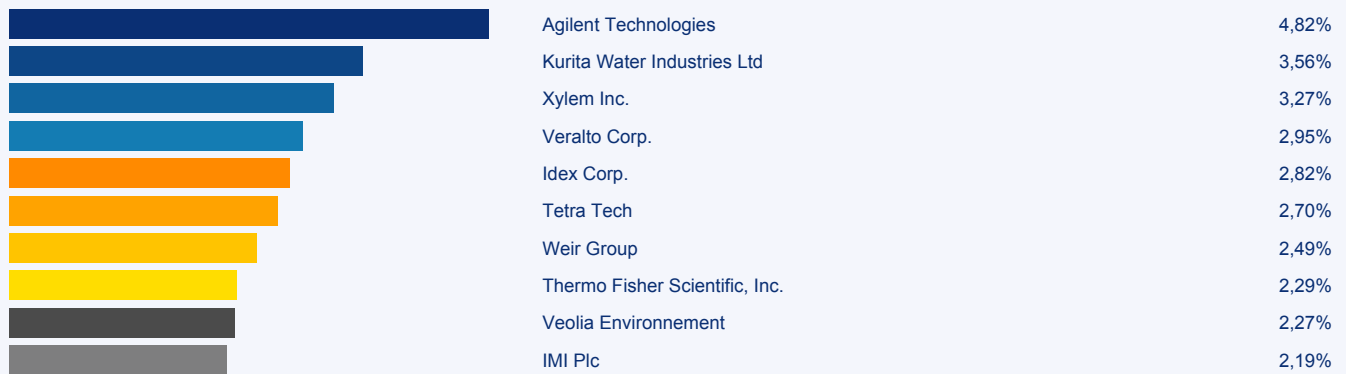 Agilent Technologies 4,82%
Kurita Water Industries Ltd 3,56%
Xylem Inc. 3,27%
Veralto Corp. 2,95%
Idex Corp. 2,82%
Tetra Tech 2,70%
Weir Group 2,49%
Thermo Fisher Scientific, Inc. 2,29%
Veolia Environnement 2,27%
IMI Plc 2,19%